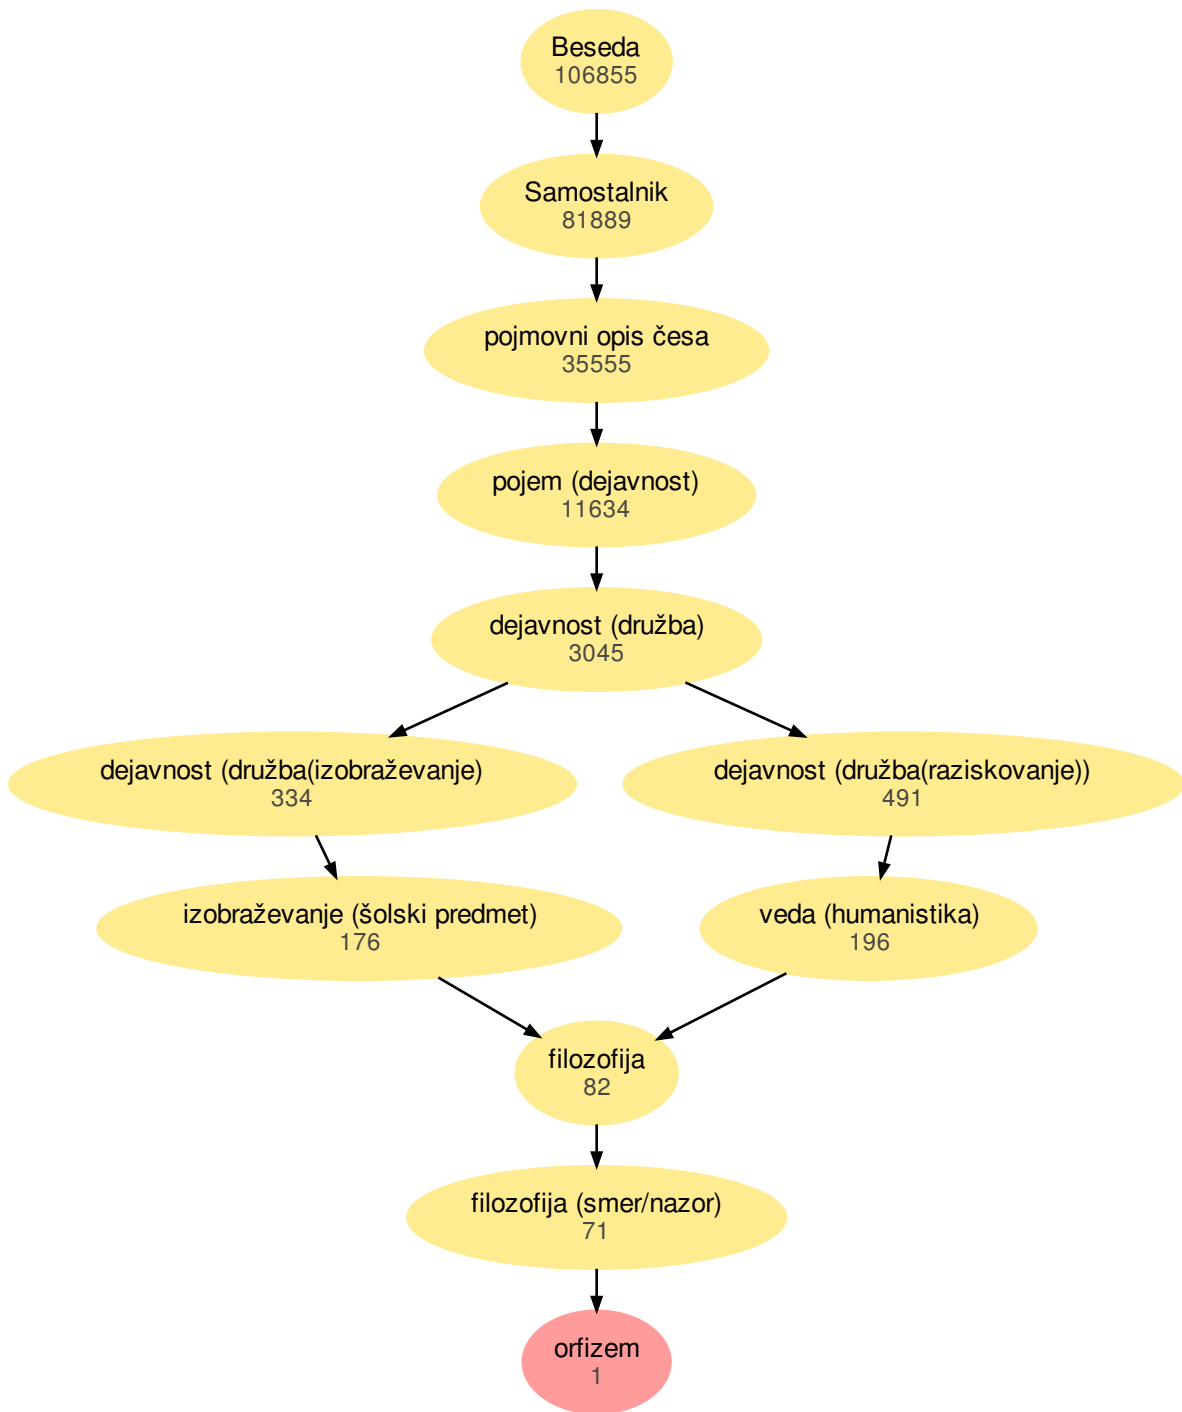 Beseda
106855
Samostalnik
81889
pojmovni opis česa
35555
pojem (dejavnost)
11634
dejavnost (družba)
3045
dejavnost (družba(izobraževanje)
334
dejavnost (družba(raziskovanje))
491
izobraževanje (šolski predmet)
176
veda (humanistika)
196
filozofija
82
filozofija (smer/nazor)
71
orfizem
1